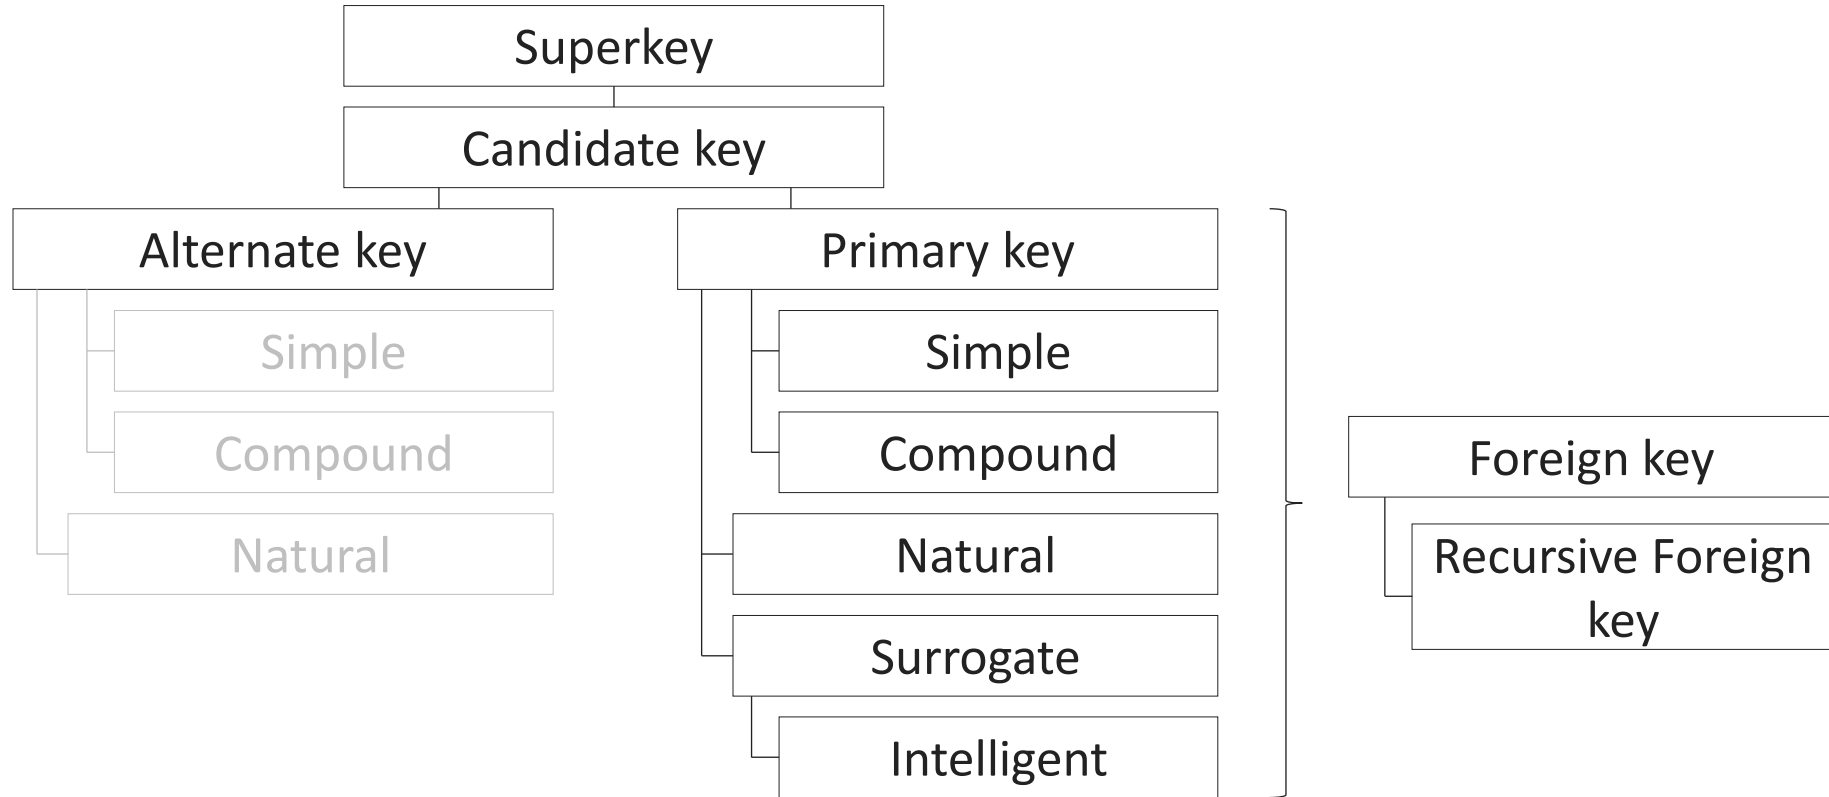 Superkey
Candidate key
Alternate key
Primary key
Simple
Simple
Compound
Compound
Foreign key
Natural
Natural
Recursive Foreign
key
Surrogate
Intelligent